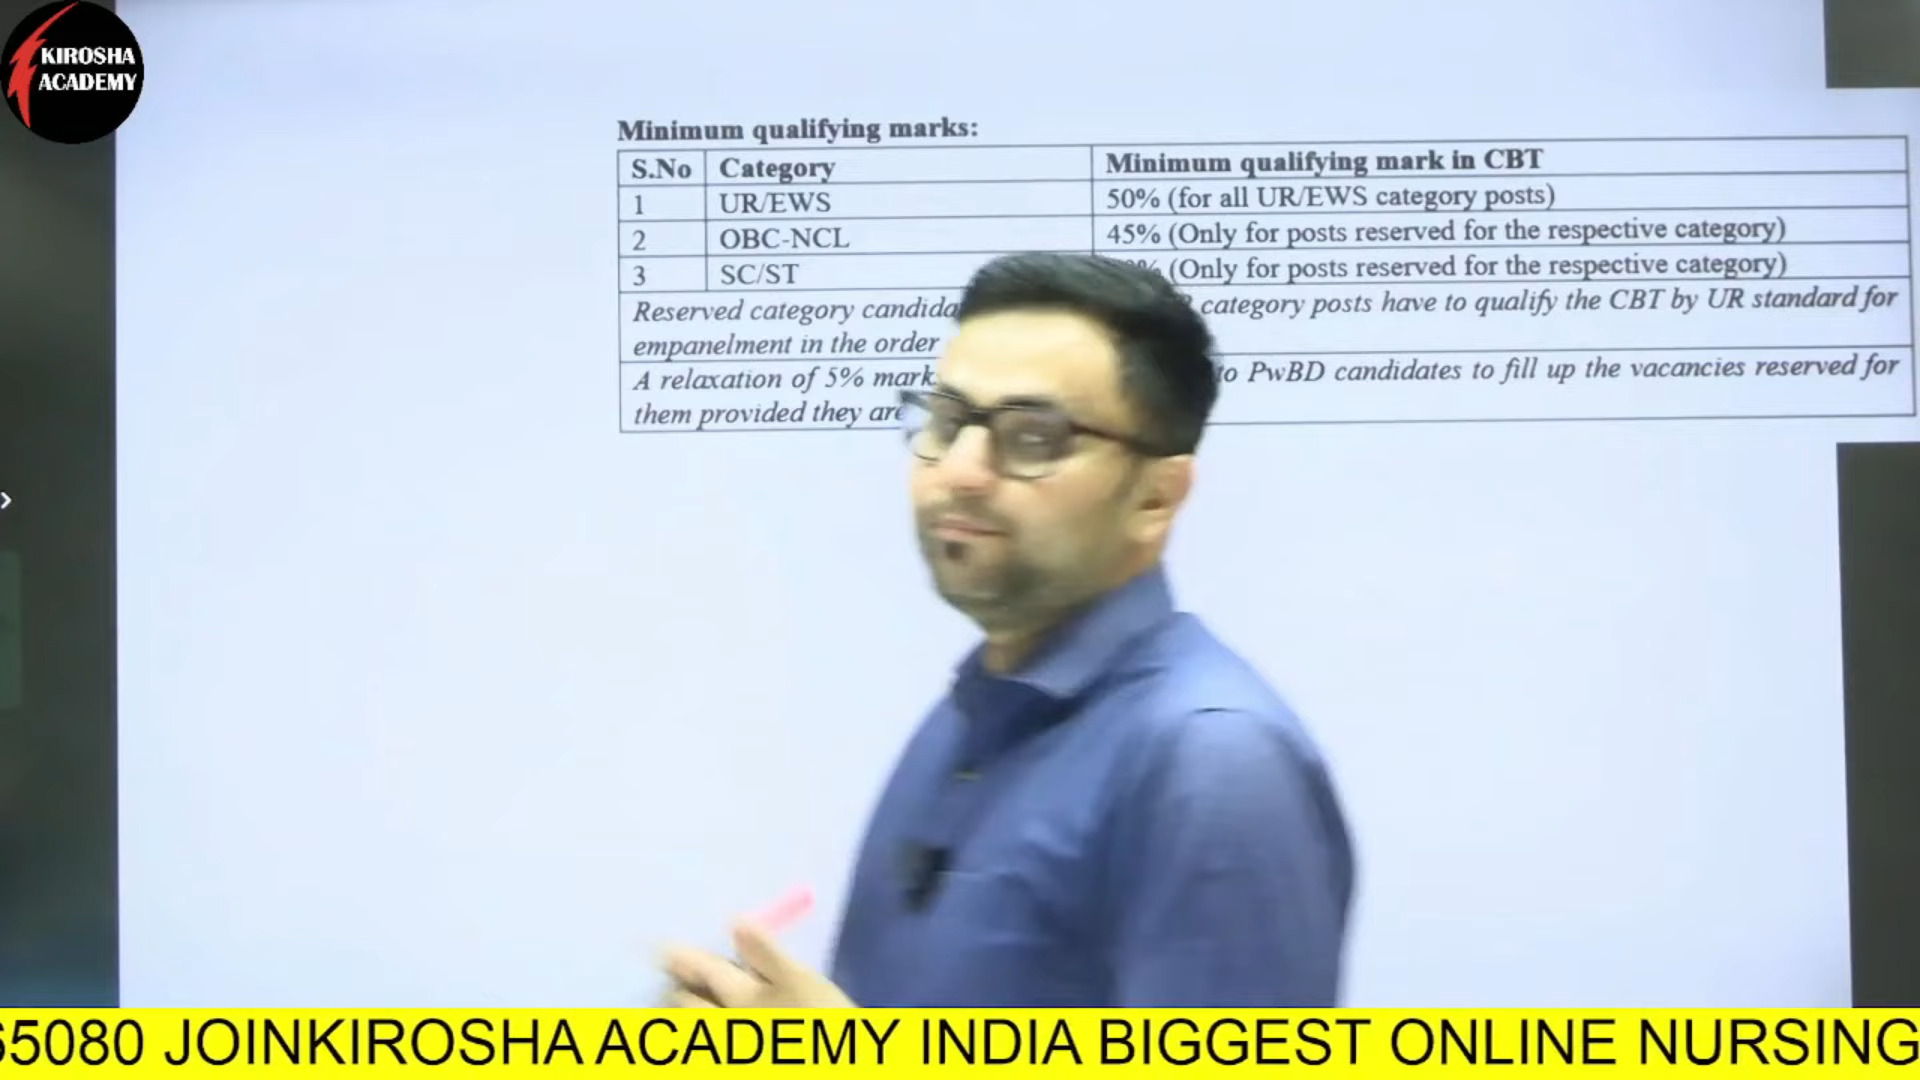 KIROSHA
ACADEMY
Minimum qualifying marks:
S.No Category Minimum qualifying mark in CBT
1 UR/EWS 50% (for all UR/EWS category posts)
2 OBC-NCL 45% (Only for posts reserved for the respective category)
3 SC/ST (Only for posts reserved for the respective category)
Reserved category category posts have to qualify the CBT by UR standard for
empanelment in the order
A relaxation of 5% to PwBD candidates to fill up the vacancies reserved for
them provided they are
65080 JOINKIROSHA ACADEMY INDIA BIGGEST ONLINE NURSING